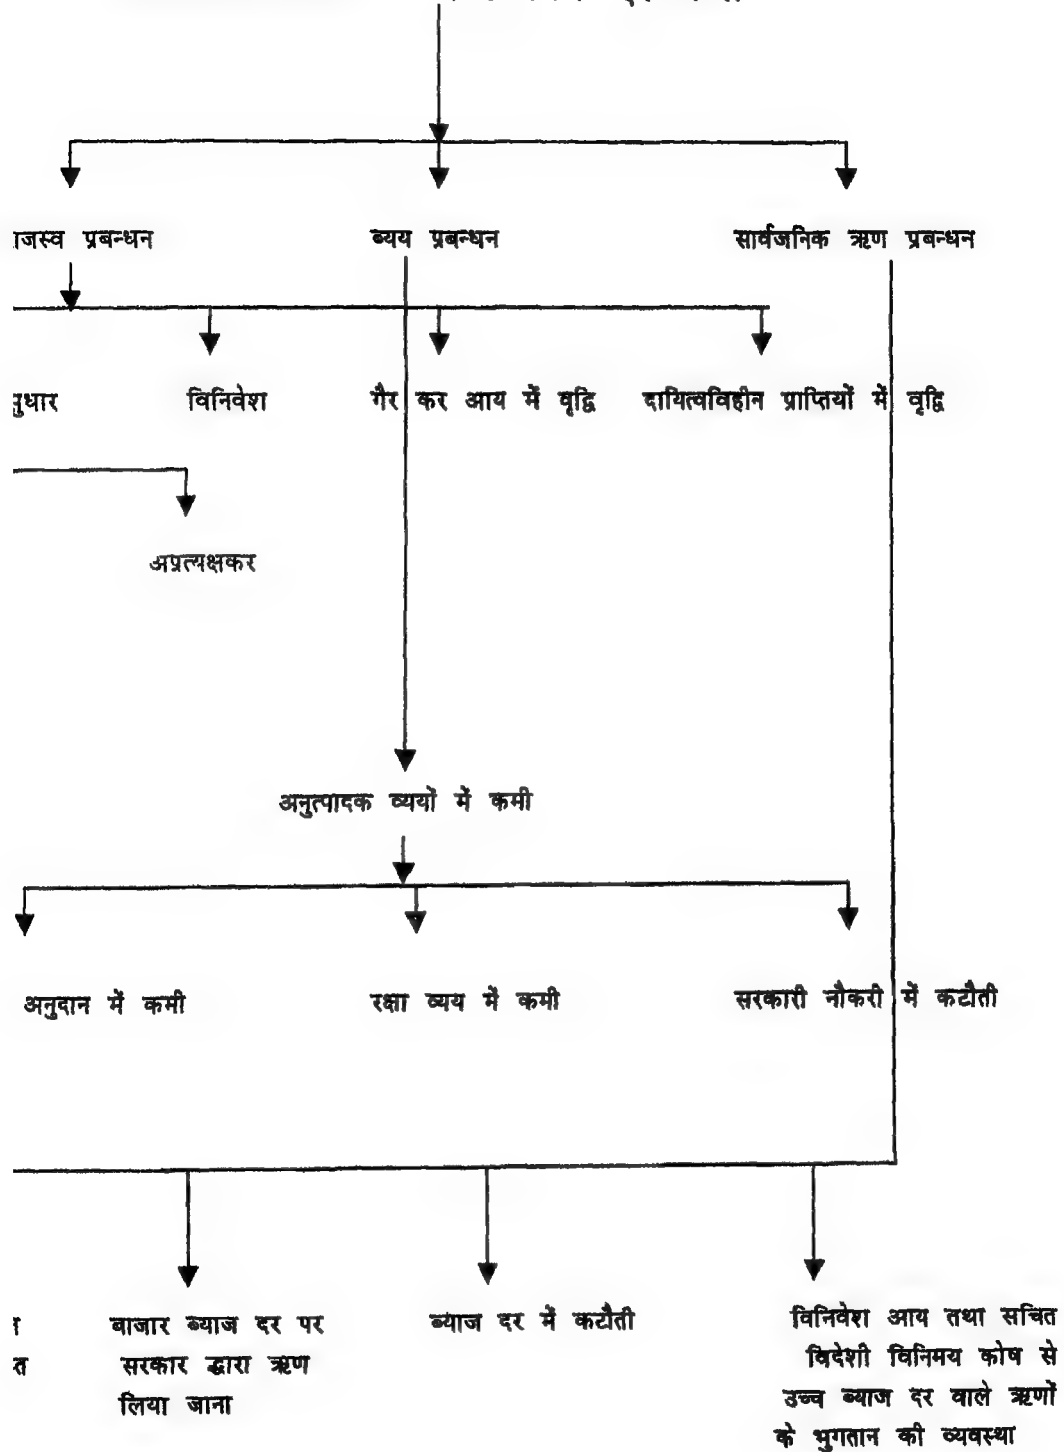 प्रबन्धन व्यय प्रबन्धन सार्वजनिक ऋण प्रबन्धन
विनिवेश गैर कर आय में वृद्वि दायित्वविहीन प्राप्तियों में वृद्वि
अप्रत्यक्षकर
अनुत्पादक व्ययों में कमी
अनुदान में कमी रक्षा व्यय में कमी सरकारी नौकरी में कटौती
बाजार ब्याज दर पर
सरकार द्धारा ऋण
लिया जाना
ब्याज दर में कटौती
विनिवेश आय तथा सचित
विदेशी विनिमय कोष से
उच्च ब्याज दर वाले ऋणों
के भुगतान की व्यवस्था